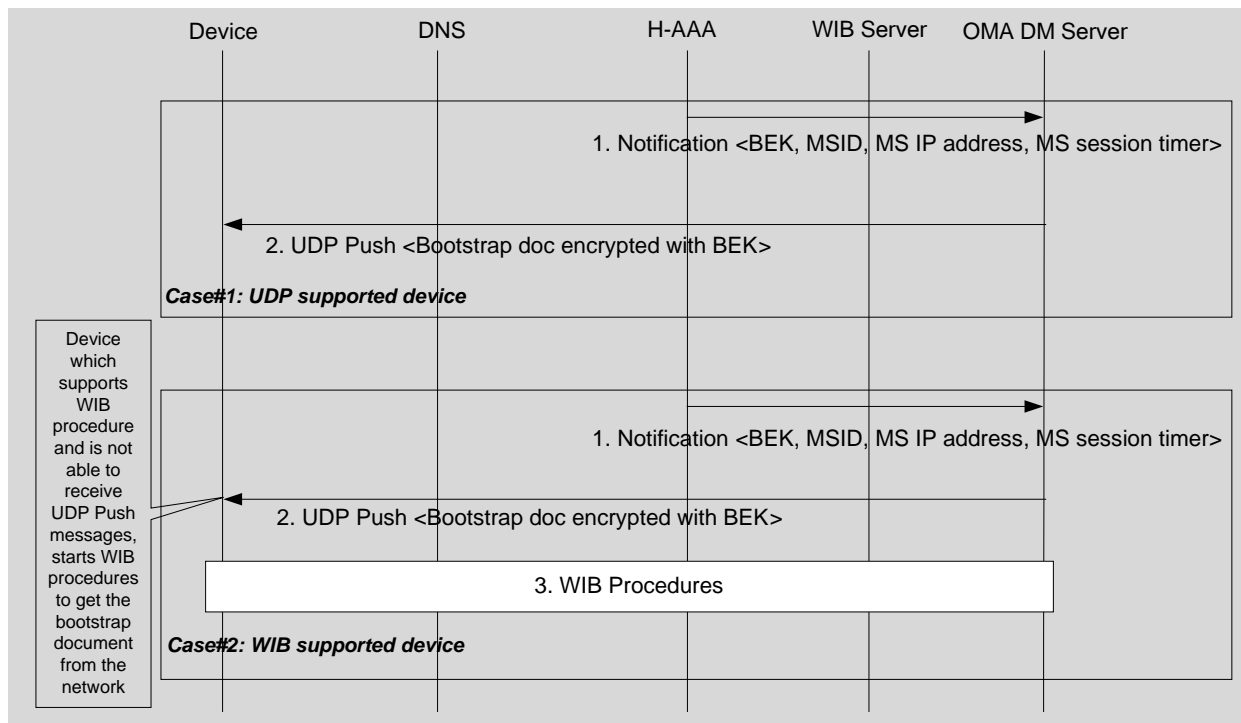 Device
DNS
H-AAA
WIB Server
OMA DM Server
1. Notification <BEK, MSID, MS IP address, MS session timer>
2. UDP Push <Bootstrap doc encrypted with BEK>
Case#1: UDP supported device
Device
which
supports
WIB
procedure
and is not
able to
receive
UDP Push
messages,
starts WIB
procedures
to get the
bootstrap
document
from the
network
1. Notification <BEK, MSID, MS IP address, MS session timer>
2. UDP Push <Bootstrap doc encrypted with BEK>
3. WIB Procedures
Case#2: WIB supported device